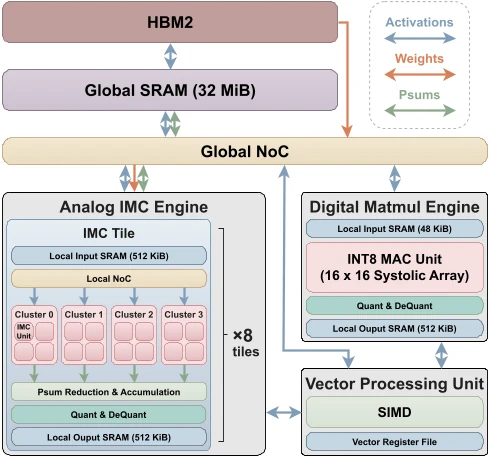 HBM2
Activations
Weights
Psums
Global SRAM (32 MiB)
Global NoC
Analog IMC Engine
IMC Tile
Local Input SRAM (512 KiB)
Local NoC
Cluster 0
Cluster 1
Cluster 2
Cluster 3
IMC
Unit
Psum Reduction & Accumulation
Quant & DeQuant
Local Ouput SRAM (512 KiB)
×8
tiles
Digital Matmul Engine
Local Input SRAM (48 KiB)
INT8 MAC Unit
(16 x 16 Systolic Array)
Quant & DeQuant
Local Ouput SRAM (512 KiB)
Vector Processing Unit
SIMD
Vector Register File